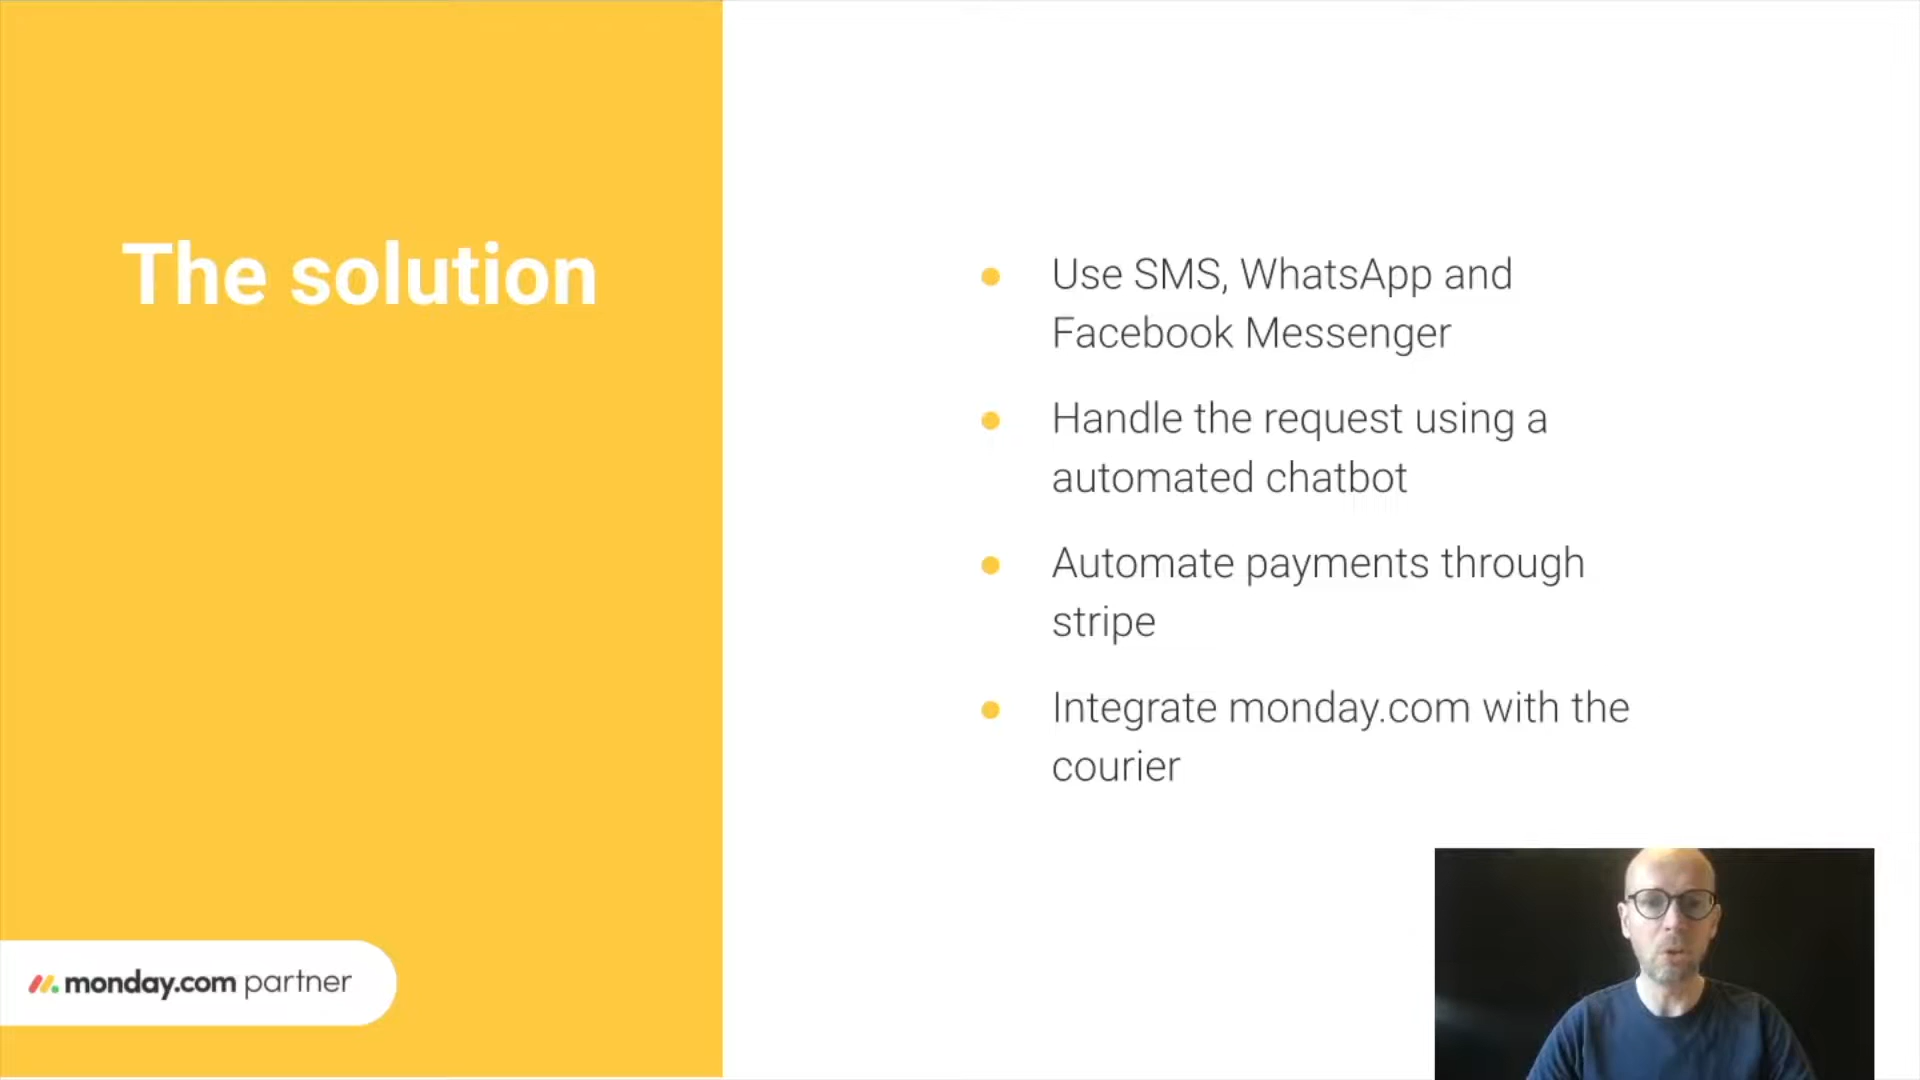 The solution
Use SMS, WhatsApp and
Facebook Messenger
Handle the request using a
automated chatbot
Automate payments through
stripe
Integrate monday.com with the
courier
monday.com partner